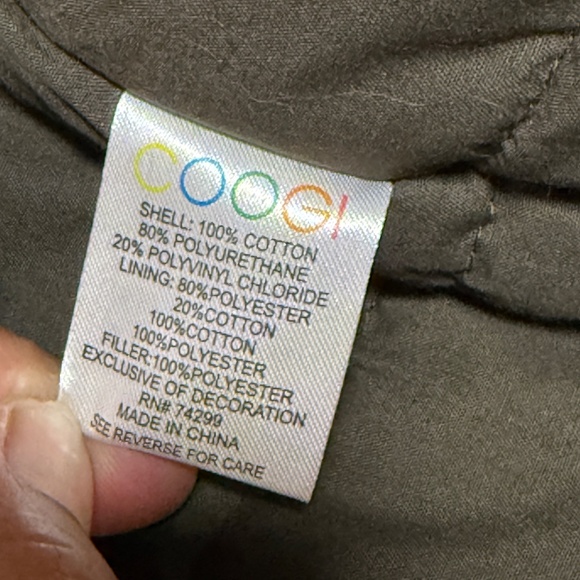 COOGI
SHELL: 100% COTTON
80% POLYURETHANE
20% POLYVINYL CHLORIDE
LINING: 80%POLYESTER
20%COTTON
100%COTTON
100%POLYESTER
FILLER:100%POLYESTER
EXCLUSIVE OF DECORATION
RN# 74299
MADE IN CHINA
SEE REVERSE FOR CARE